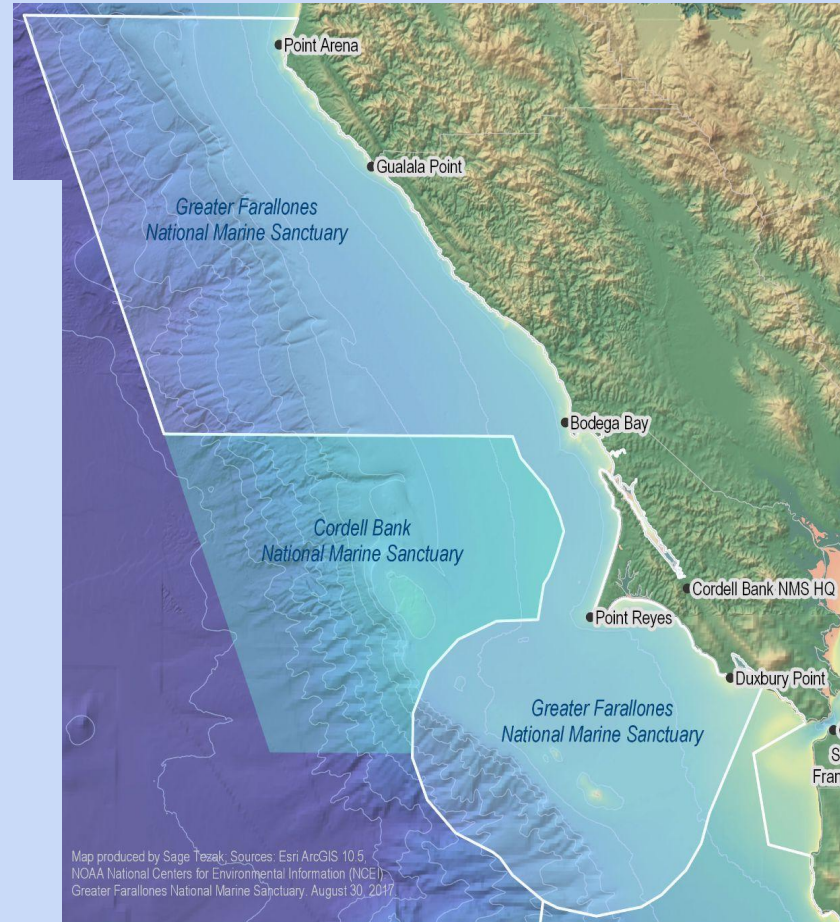 Point Arena
Gualala Point
Greater Farallones
National Marine Sanctuary
Bodega Bay
Cordell Bank
National Marine Sanctuary
Cordell Bank NMS HQ
Point Reyes
Duxbury Point
Greater Farallones
National Marine Sanctuary
S
Fran
Map produced by Sage Tezak, Sources: Esri ArcGIS 10.5,
NOAA National Centers for Environmental Information (NCEI)
Greater Farallones National Marine Sanctuary. August 30, 2017